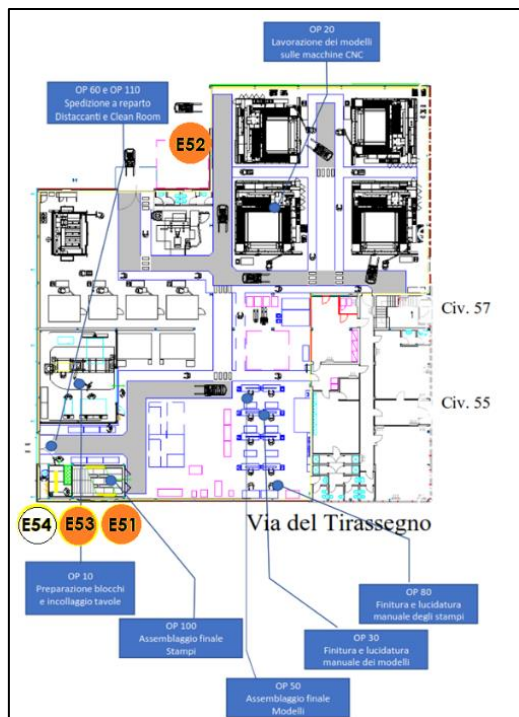 OP 20
Lavorazione dei modelli
sulle macchine CNC
OP 60 e OP 110
Spedizione a reparto
Distaccanti e Clean Room
E52
Civ. 57
Civ. 55
E54
E53
E51
Via del Tirassegno
OP 10
Preparazione blocchi
e incollaggio tavole
OP 80
Finitura e lucidatura
manuale degli stampi
OP 100
Assemblaggio finale
Stampi
OP 30
Finitura e lucidatura
manuale dei modelli
OP 50
Assemblaggio finale
Modelli